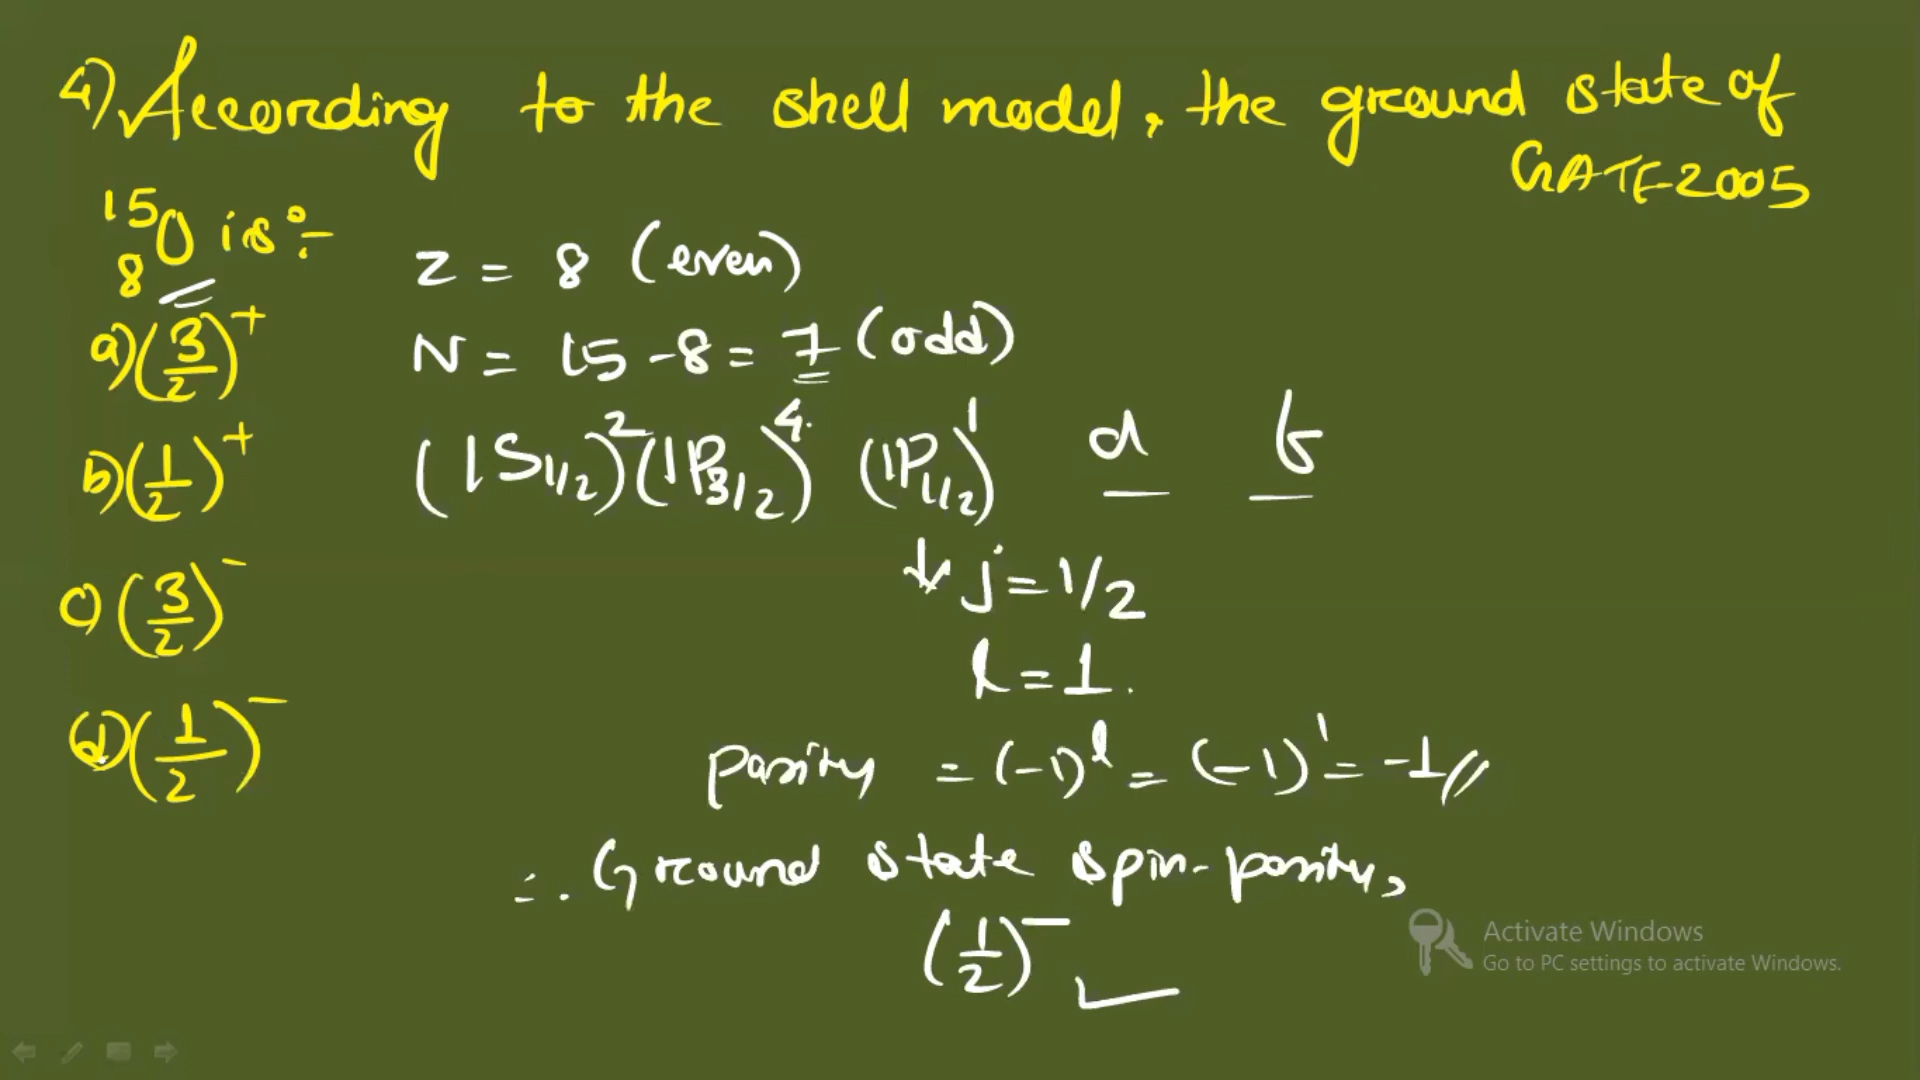 4) According to the shell model, the ground state of
GATE-2005
¹⁵₈O is :-
Z = 8 (even)
a) (3/2)⁺
N = 15 - 8 = 7 (odd)
b) (1/2)⁺
(1S1/2)² (1P3/2)⁴ (1P1/2)¹ d f
↓ j = 1/2
c) (3/2)⁻
l = 1.
d) (1/2)⁻
parity = (-1)ˡ = (-1)¹ = -1//
∴ Ground state spin-parity,
(1/2)⁻ ✓
Activate Windows
Go to PC settings to activate Windows.